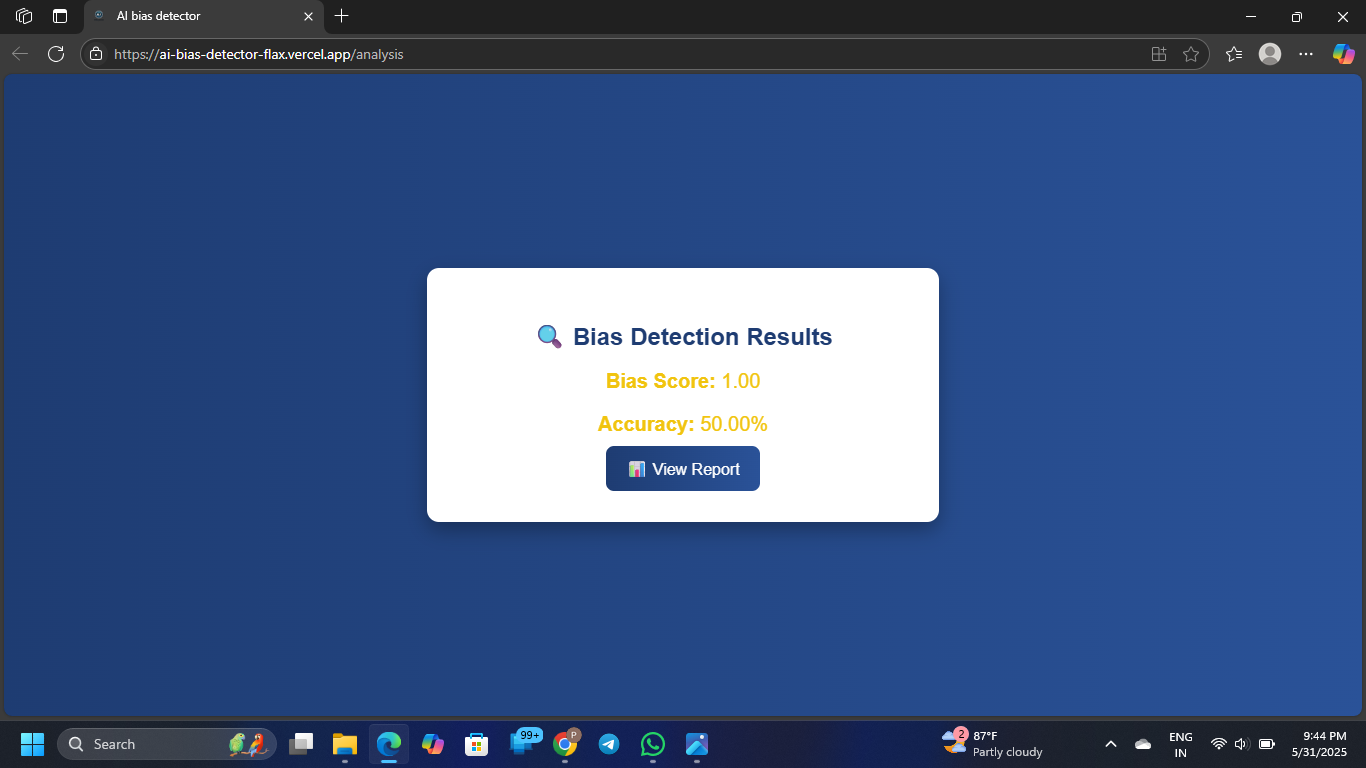 AI bias detector
https://ai-bias-detector-flax.vercel.app/analysis
Bias Detection Results
Bias Score: 1.00
Accuracy: 50.00%
View Report
Search
99+
P
2
87°F
Partly cloudy
ENG
IN
9:44 PM
5/31/2025